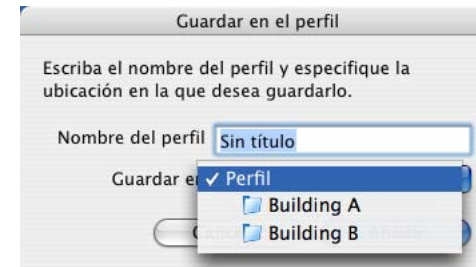 Guardar en el perfil
Escriba el nombre del perfil y especifique la
ubicación en la que desea guardarlo.
Nombre del perfil Sin título
Guardar en ✓ Perfil
Building A
Building B